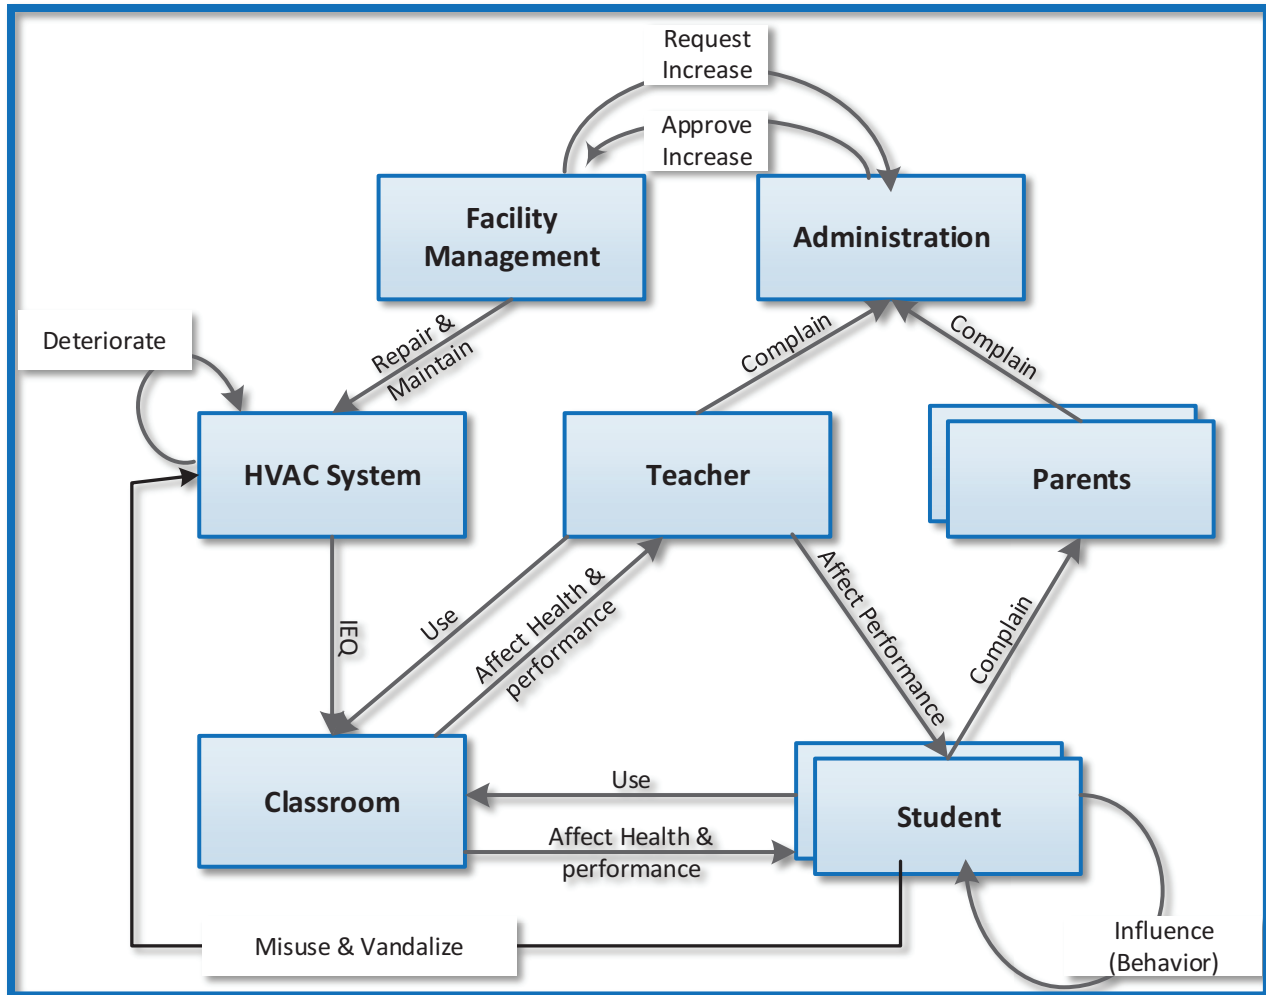 Request
Increase
Approve
Increase
Facility
Management
Administration
Deteriorate
Repair &
Maintain
Complain
Complain
HVAC System
Teacher
Parents
IEQ
Use
Affect Health &
performance
Affect Performance
Complain
Classroom
Use
Student
Affect Health &
performance
Misuse & Vandalize
Influence
(Behavior)